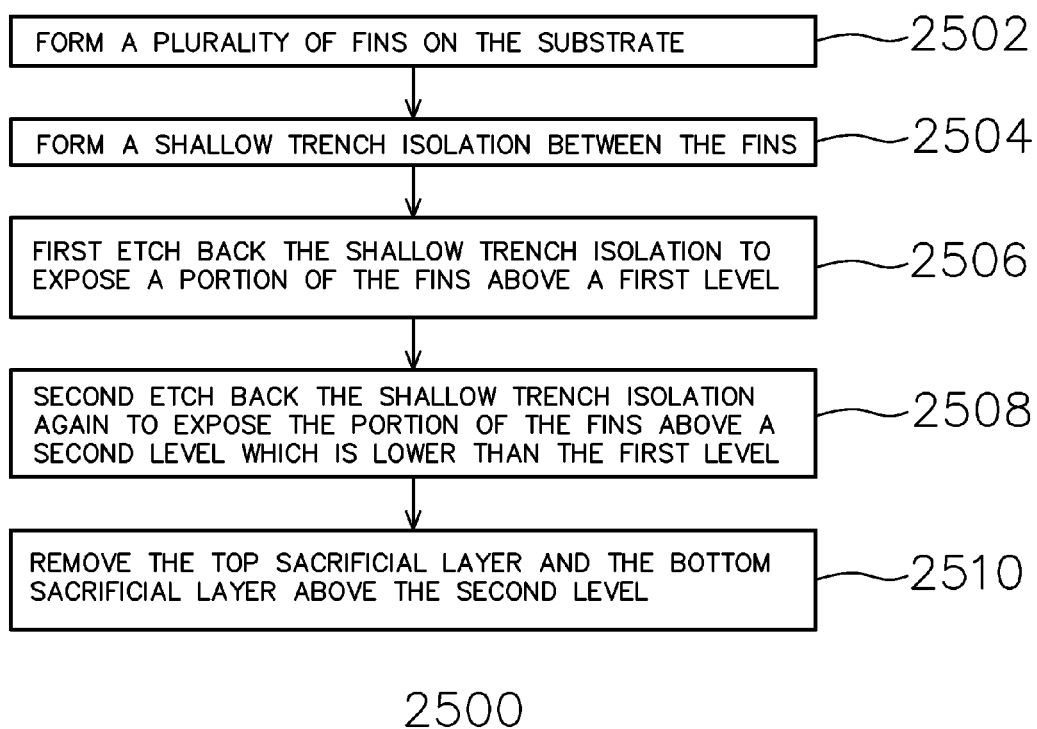 FORM A PLURALITY OF FINS ON THE SUBSTRATE
2502
FORM A SHALLOW TRENCH ISOLATION BETWEEN THE FINS
2504
FIRST ETCH BACK THE SHALLOW TRENCH ISOLATION TO
EXPOSE A PORTION OF THE FINS ABOVE A FIRST LEVEL
2506
SECOND ETCH BACK THE SHALLOW TRENCH ISOLATION
AGAIN TO EXPOSE THE PORTION OF THE FINS ABOVE A
SECOND LEVEL WHICH IS LOWER THAN THE FIRST LEVEL
2508
REMOVE THE TOP SACRIFICIAL LAYER AND THE BOTTOM
SACRIFICIAL LAYER ABOVE THE SECOND LEVEL
2510
2500